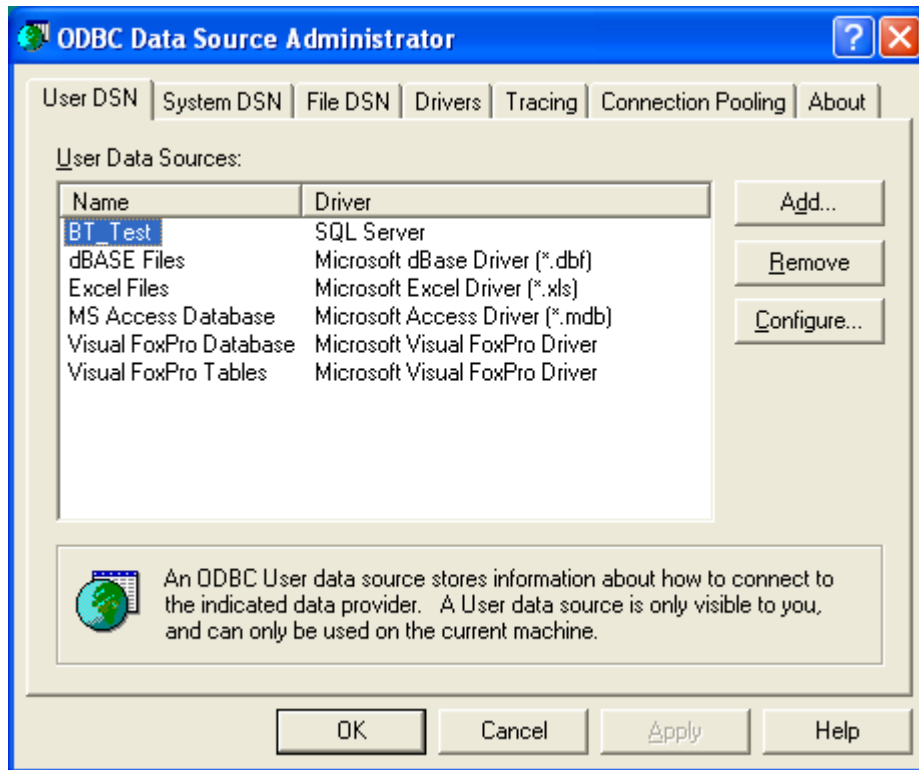 ODBC Data Source Administrator
User DSN System DSN File DSN Drivers Tracing Connection Pooling About
User Data Sources:
Name Driver
BT_Test SQL Server
dBASE Files Microsoft dBase Driver (*.dbf)
Excel Files Microsoft Excel Driver (*.xls)
MS Access Database Microsoft Access Driver (*.mdb)
Visual FoxPro Database Microsoft Visual FoxPro Driver
Visual FoxPro Tables Microsoft Visual FoxPro Driver
Add...
Remove
Configure...
An ODBC User data source stores information about how to connect to
the indicated data provider. A User data source is only visible to you,
and can only be used on the current machine.
OK Cancel Apply Help